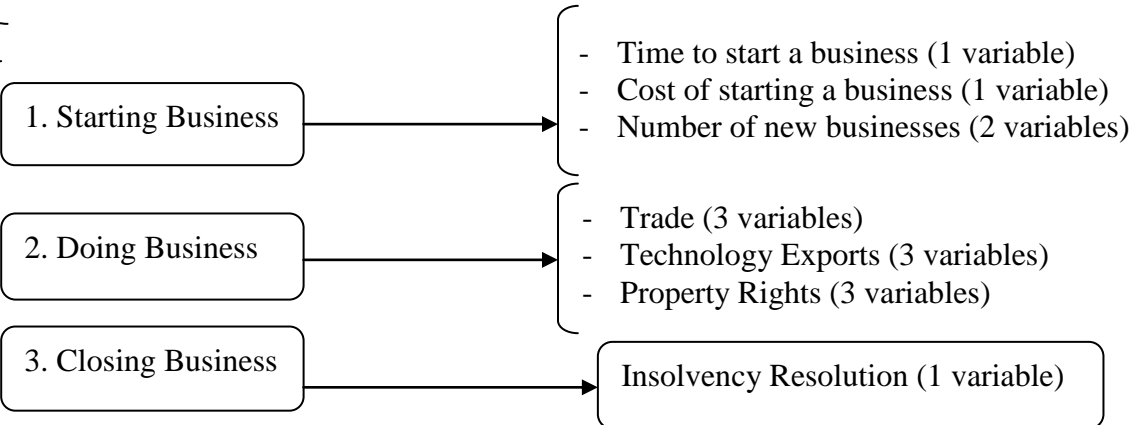 1. Starting Business
- Time to start a business (1 variable)
- Cost of starting a business (1 variable)
- Number of new businesses (2 variables)
2. Doing Business
- Trade (3 variables)
- Technology Exports (3 variables)
- Property Rights (3 variables)
3. Closing Business
Insolvency Resolution (1 variable)